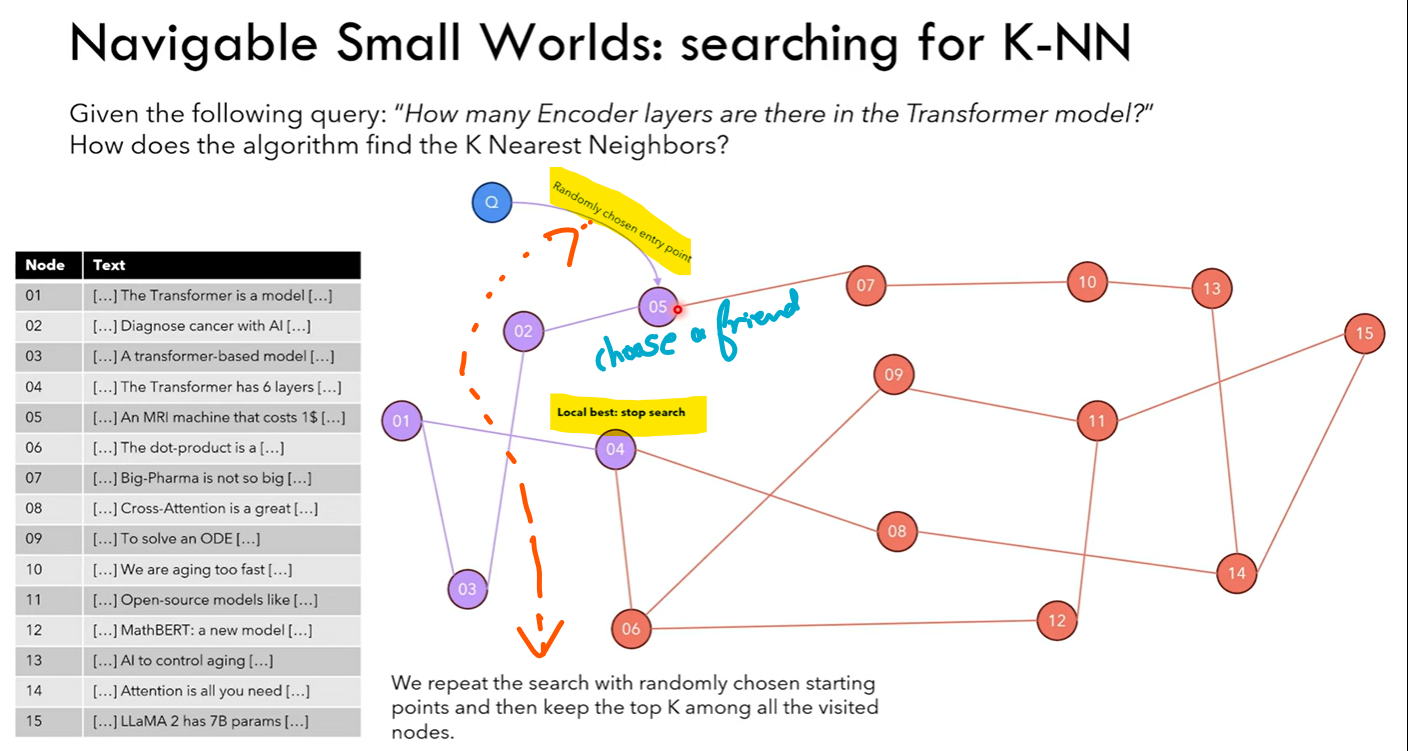 Navigable Small Worlds: searching for K-NN
Given the following query: "How many Encoder layers are there in the Transformer model?"
How does the algorithm find the K Nearest Neighbors?
Q
Randomly chosen entry point
Node Text
01 [...] The Transformer is a model [...]
02 [...] Diagnose cancer with AI [...]
03 [...] A transformer-based model [...]
04 [...] The Transformer has 6 layers [...]
05 [...] An MRI machine that costs 1$ [...]
06 [...] The dot-product is a [...]
07 [...] Big-Pharma is not so big [...]
08 [...] Cross-Attention is a great [...]
09 [...] To solve an ODE [...]
10 [...] We are aging too fast [...]
11 [...] Open-source models like [...]
12 [...] MathBERT: a new model [...]
13 [...] AI to control aging [...]
14 [...] Attention is all you need [...]
15 [...] LLaMA 2 has 7B params [...]
07
10
13
05
02
15
choose a friend
09
Local best: stop search
01
11
04
08
14
03
12
06
We repeat the search with randomly chosen starting
points and then keep the top K among all the visited
nodes.